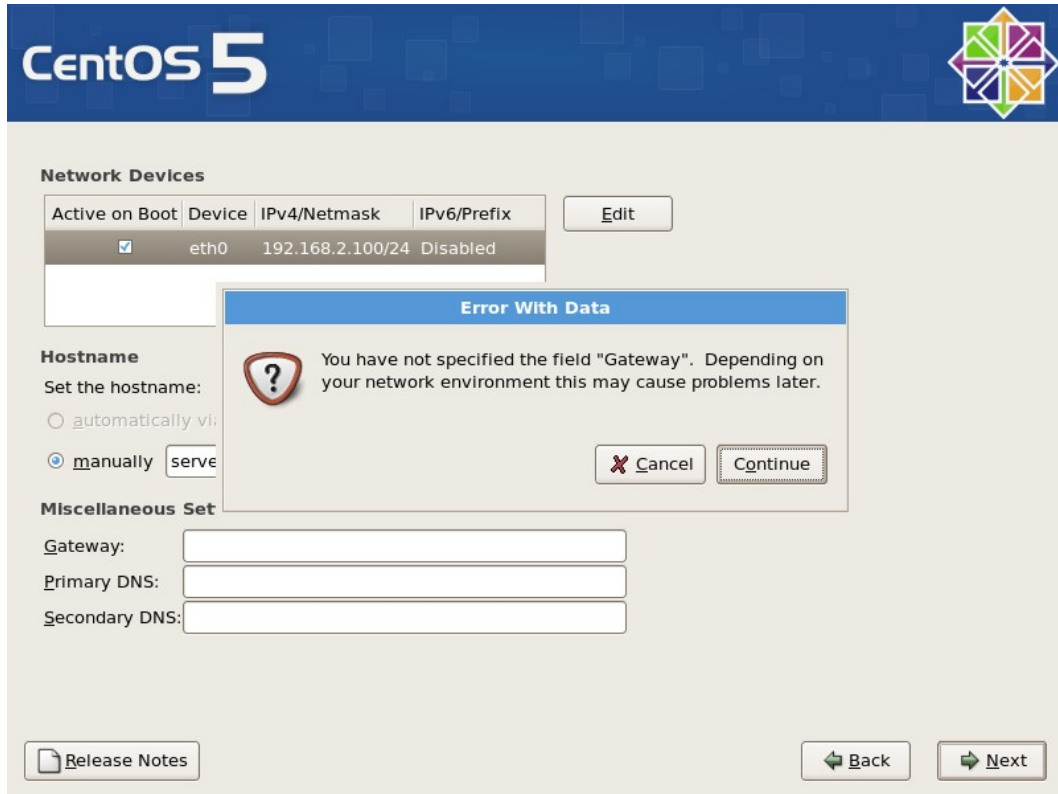 CentOS 5
Network Devices
Active on Boot Device IPv4/Netmask IPv6/Prefix
Edit
eth0 192.168.2.100/24 Disabled
Error With Data
You have not specified the field "Gateway". Depending on
your network environment this may cause problems later.
Cancel Continue
Hostname
Set the hostname:
automatically via
manually serve
Miscellaneous Set
Gateway:
Primary DNS:
Secondary DNS:
Release Notes
Back Next